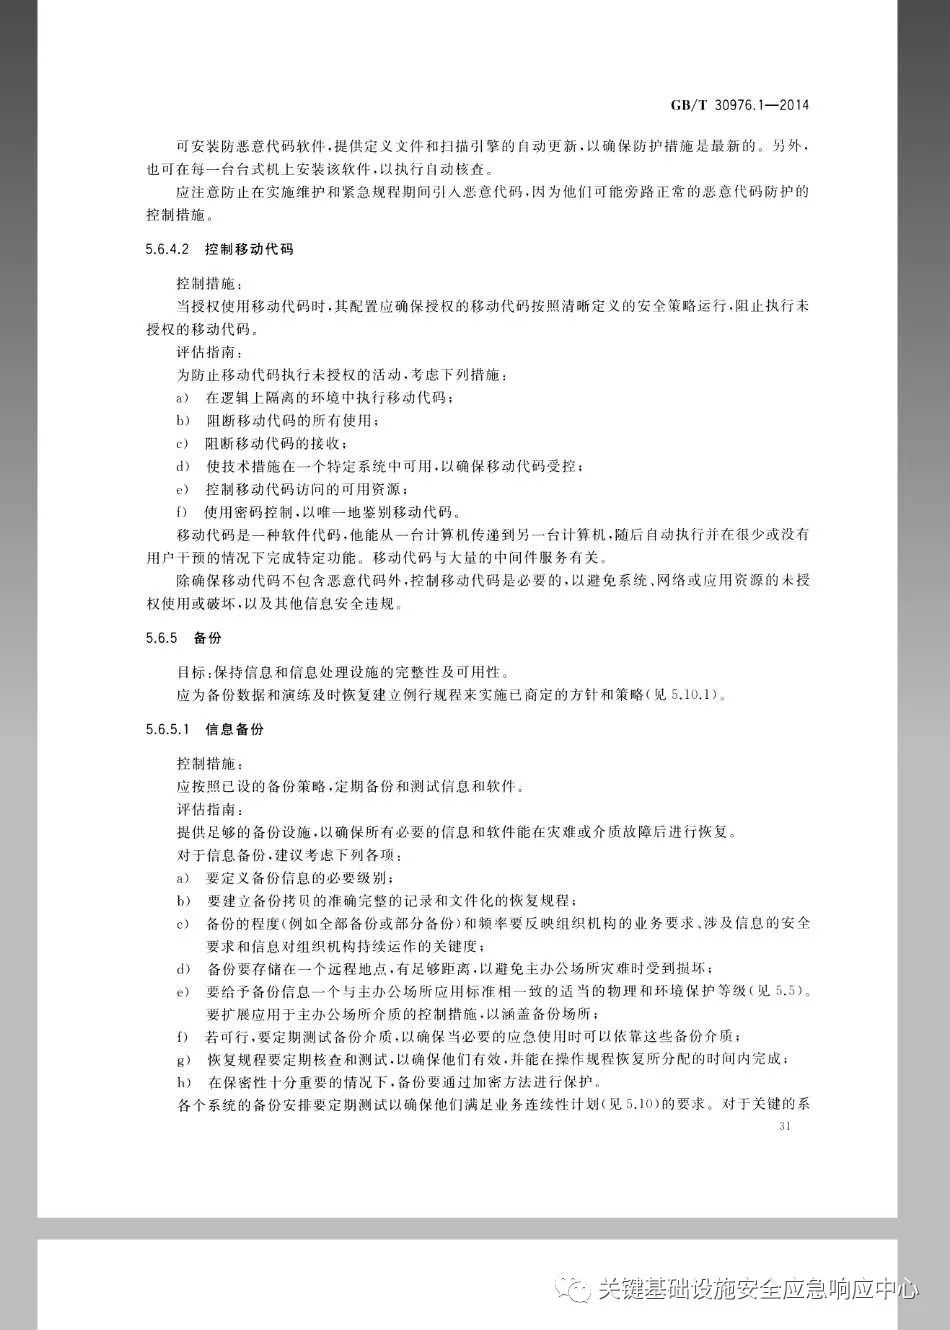 GB/T 30976.1—2014
可安装防恶意代码软件,提供定义文件和扫描引擎的自动更新,以确保防护措施是最新的。另外,
也可在每一台台式机上安装该软件,以执行自动核查。
应注意防止在实施维护和紧急规程期间引入恶意代码,因为他们可能旁路正常的恶意代码防护的
控制措施。
5.6.4.2 控制移动代码
控制措施:
当授权使用移动代码时,其配置应确保授权的移动代码按照清晰定义的安全策略运行,阻止执行未
授权的移动代码。
评估指南:
为防止移动代码执行未授权的活动,考虑下列措施:
a) 在逻辑上隔离的环境中执行移动代码;
b) 阻断移动代码的所有使用;
c) 阻断移动代码的接收;
d) 使技术措施在一个特定系统中可用,以确保移动代码受控;
e) 控制移动代码访问的可用资源;
f) 使用密码控制,以唯一地鉴别移动代码。
移动代码是一种软件代码,他能从一台计算机传递到另一台计算机,随后自动执行并在很少或没有
用户干预的情况下完成特定功能。移动代码与大量的中间件服务有关。
除确保移动代码不包含恶意代码外,控制移动代码是必要的,以避免系统、网络或应用资源的未授
权使用或破坏,以及其他信息安全违规。
5.6.5 备份
目标:保持信息和信息处理设施的完整性及可用性。
应为备份数据和演练及时恢复建立例行规程来实施已商定的方针和策略(见 5.10.1)。
5.6.5.1 信息备份
控制措施:
应按照已设的备份策略,定期备份和测试信息和软件。
评估指南:
提供足够的备份设施,以确保所有必要的信息和软件能在灾难或介质故障后进行恢复。
对于信息备份,建议考虑下列各项:
a) 要定义备份信息的必要级别;
b) 要建立备份拷贝的准确完整的记录和文件化的恢复规程;
c) 备份的程度(例如全部备份或部分备份)和频率要反映组织机构的业务要求、涉及信息的安全
要求和信息对组织机构持续运作的关键度;
d) 备份要存储在一个远程地点,有足够距离,以避免主办公场所灾难时受到损坏;
e) 要给予备份信息一个与主办公场所应用标准相一致的适当的物理和环境保护等级(见 5.5)。
要扩展应用于主办公场所介质的控制措施,以涵盖备份场所;
f) 若可行,要定期测试备份介质,以确保当必要的应急使用时可以依靠这些备份介质;
g) 恢复规程要定期核查和测试,以确保他们有效,并能在操作规程恢复所分配的时间内完成;
h) 在保密性十分重要的情况下,备份要通过加密方法进行保护。
各个系统的备份安排要定期测试以确保他们满足业务连续性计划(见 5.10)的要求。对于关键的系
31
关键基础设施安全应急响应中心